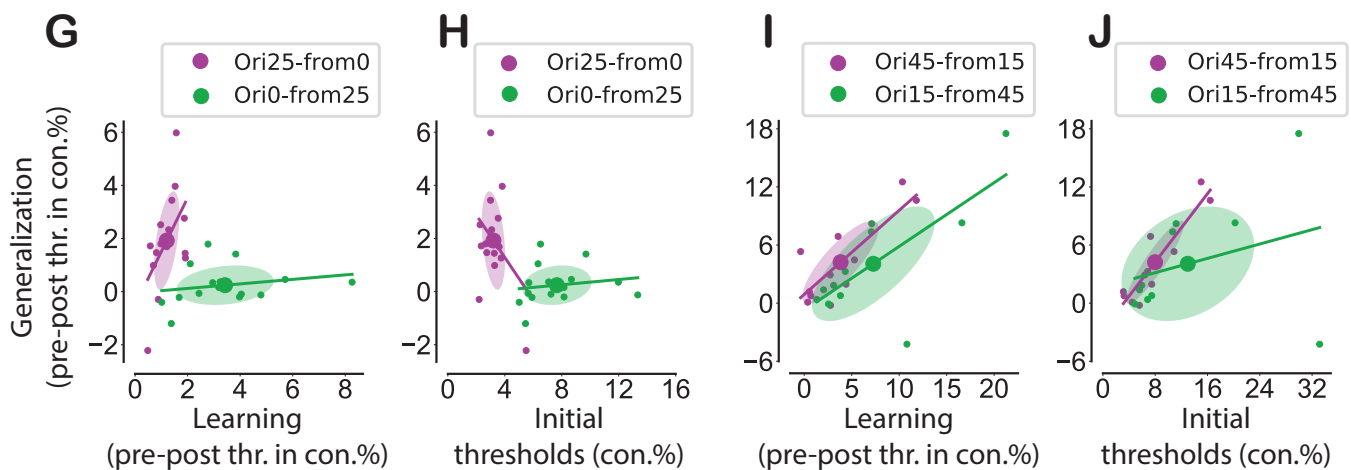 G
H
I
J
Ori25-from0
Ori0-from25
Ori25-from0
Ori0-from25
Ori45-from15
Ori15-from45
Ori45-from15
Ori15-from45
Generalization
(pre-post thr. in con.%)
6
4
2
0
−2
0 2 4 6 8
Learning
(pre-post thr. in con.%)
6
4
2
0
−2
0 4 8 12 16
Initial
thresholds (con.%)
18
12
6
0
−6
0 5 10 15 20
Learning
(pre-post thr. in con.%)
18
12
6
0
−6
0 8 16 24 32
Initial
thresholds (con.%)